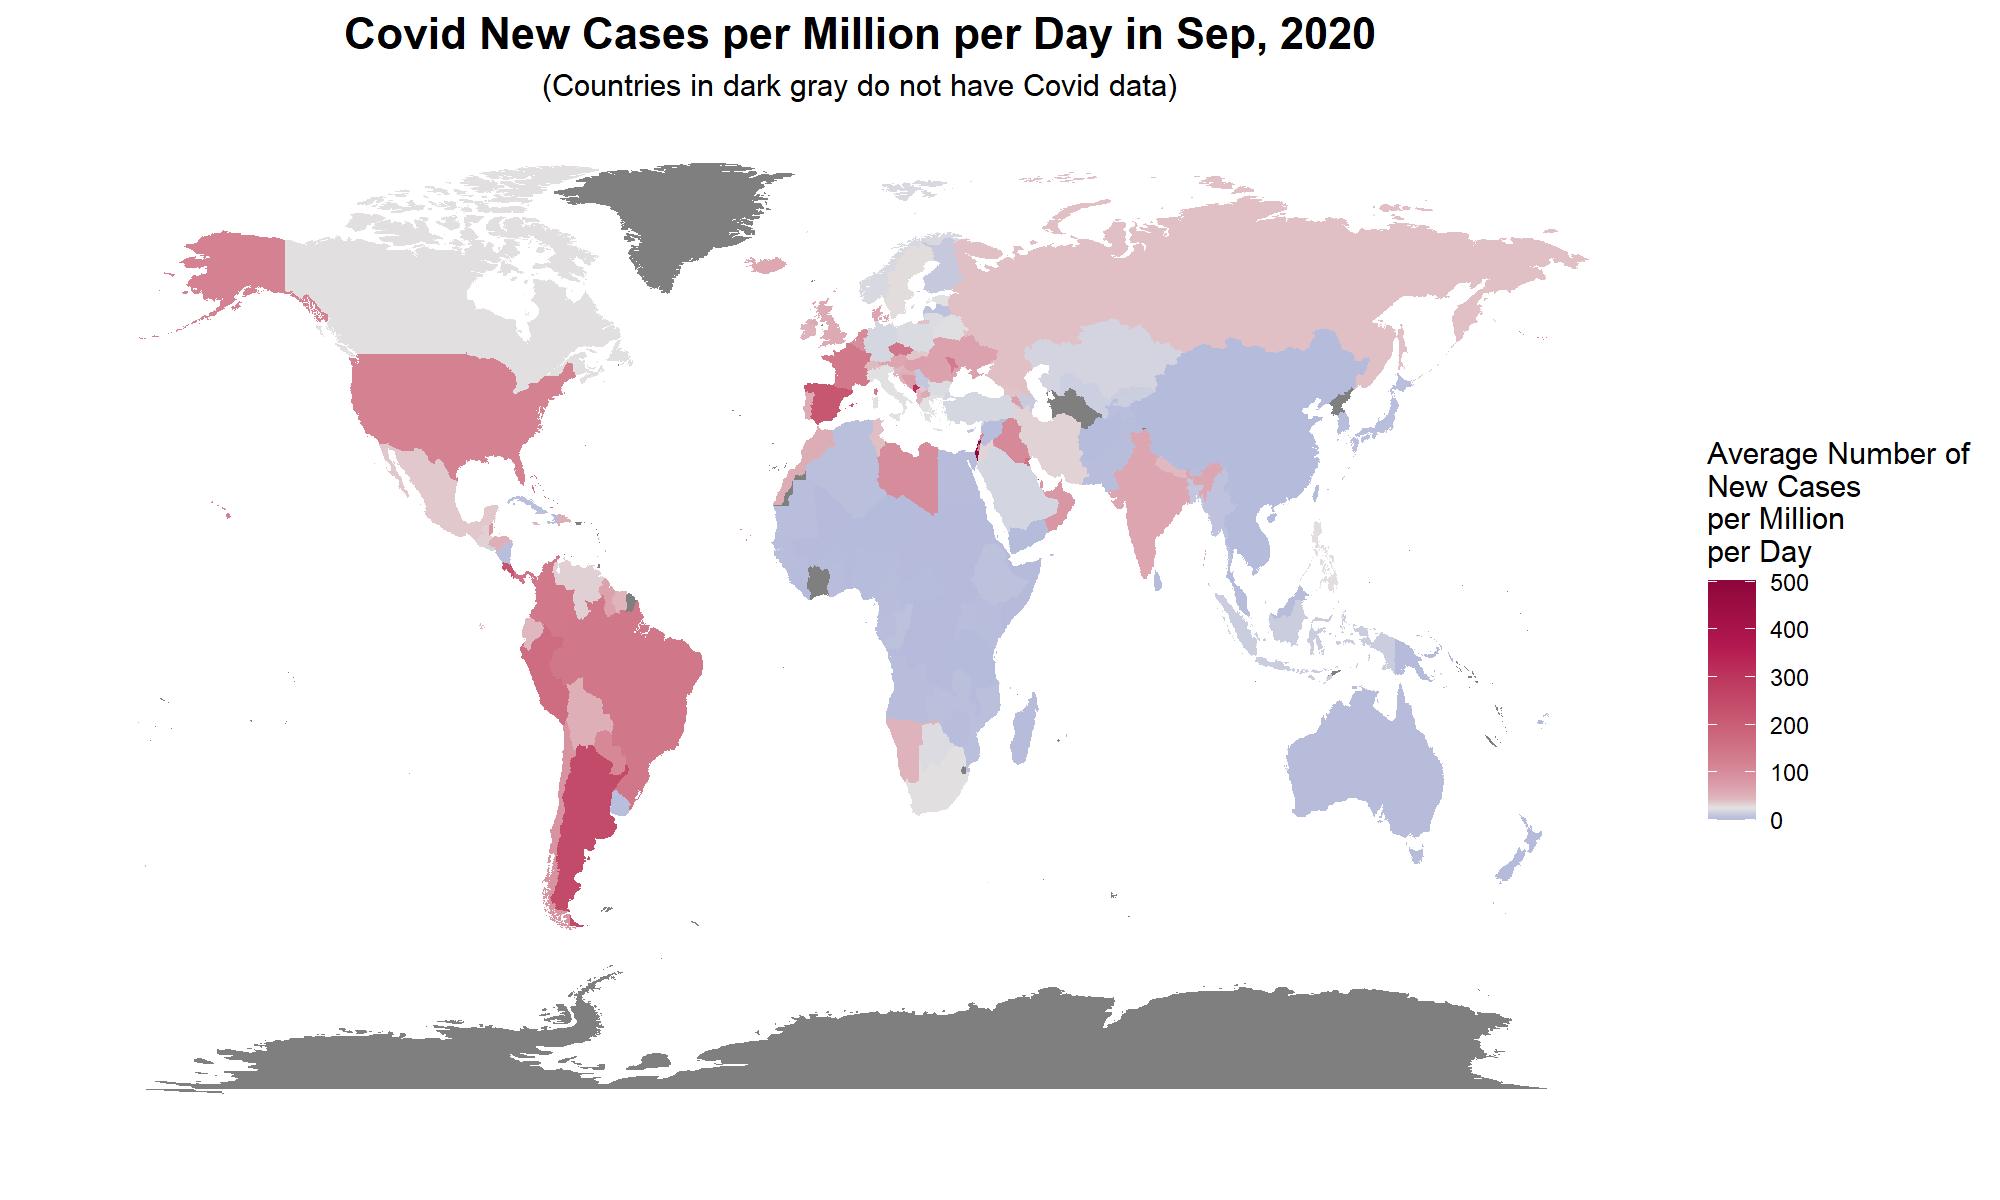 Covid New Cases per Million per Day in Sep, 2020
(Countries in dark gray do not have Covid data)
Average Number of
New Cases
per Million
per Day
500
400
300
200
100
0